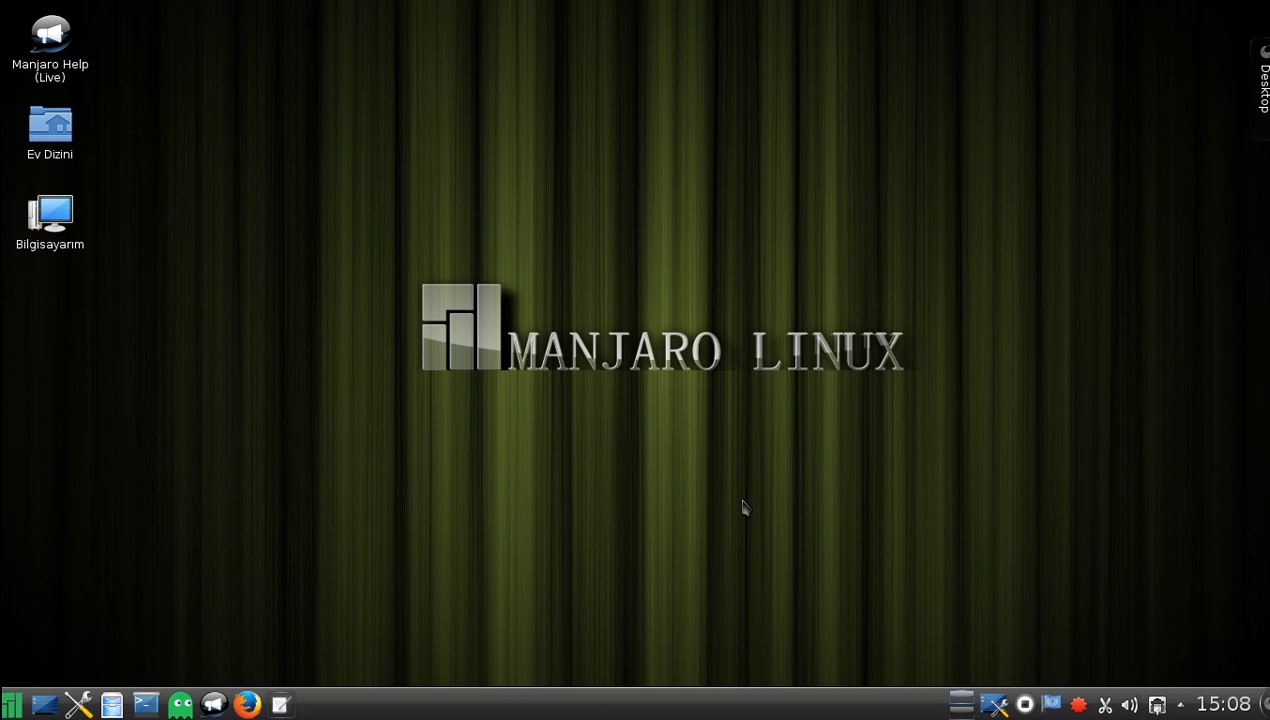 Manjaro Help
(Live)
Ev Dizini
Bilgisayarım
Desktop
MANJARO LINUX
15:08